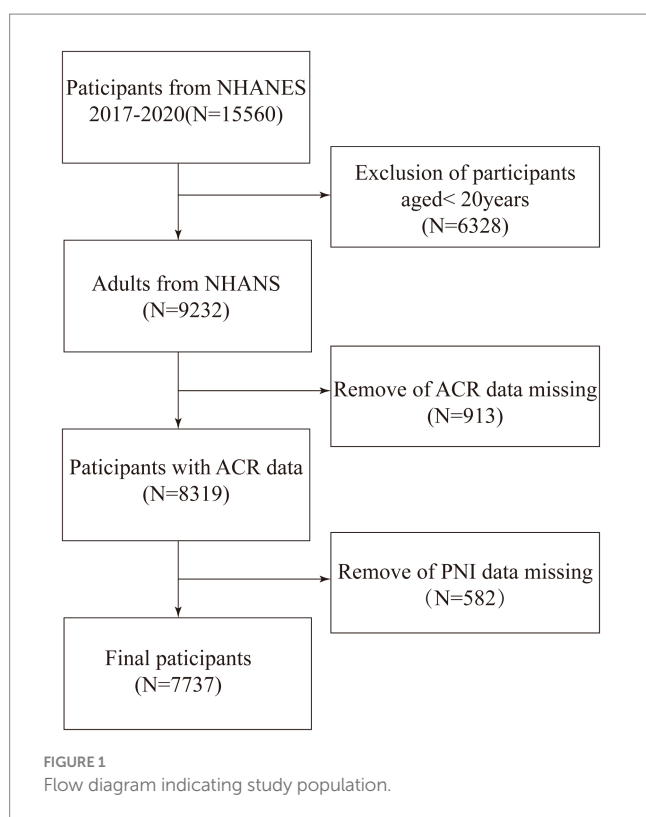 Paticipants from NHANES
2017-2020(N=15560)
Exclusion of participants
aged< 20years
(N=6328)
Adults from NHANS
(N=9232)
Remove of ACR data missing
(N=913)
Paticipants with ACR data
(N=8319)
Remove of PNI data missing
（N=582）
Final paticipants
(N=7737)
FIGURE 1
Flow diagram indicating study population.